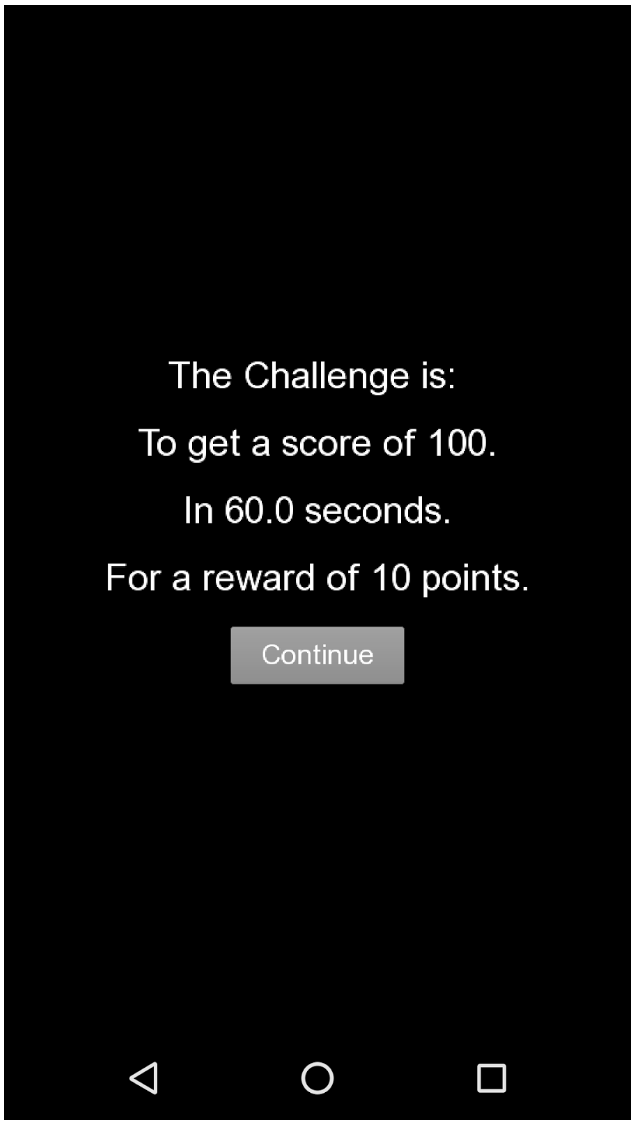 The Challenge is:
To get a score of 100.
In 60.0 seconds.
For a reward of 10 points.
Continue